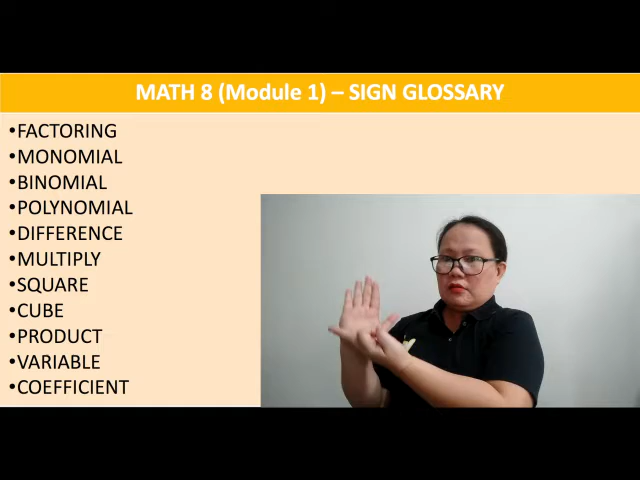 MATH 8 (Module 1) – SIGN GLOSSARY
•FACTORING
•MONOMIAL
•BINOMIAL
•POLYNOMIAL
•DIFFERENCE
•MULTIPLY
•SQUARE
•CUBE
•PRODUCT
•VARIABLE
•COEFFICIENT